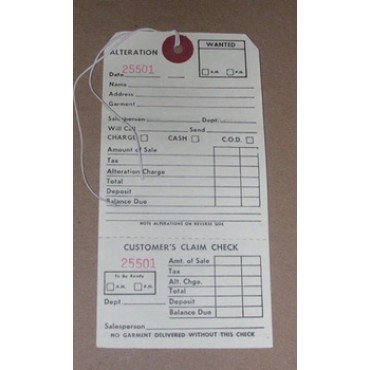 ALTERATION WANTED
25501
Date A.M. P.M.
Name
Address
Garment
Salesperson Dept.
Will Call Send
CHARGE CASH C.O.D.
Amount of Sale
Tax
Alteration Charge
Total
Deposit
Balance Due
NOTE ALTERATIONS ON REVERSE SIDE
CUSTOMER'S CLAIM CHECK
25501 Amt. of Sale
To Be Ready Tax
A.M. P.M. Alt. Chge.
Total
Dept. Deposit
Balance Due
Salesperson
NO GARMENT DELIVERED WITHOUT THIS CHECK